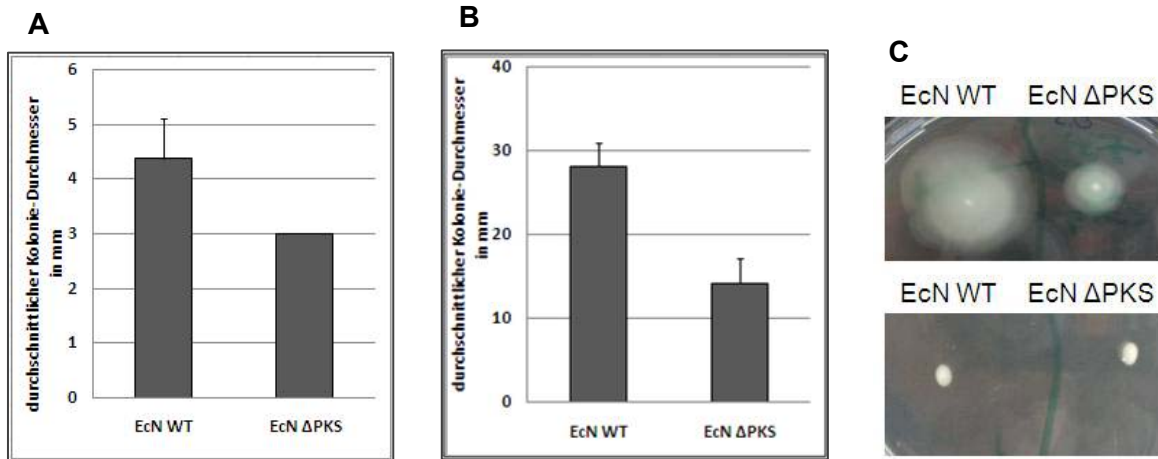 A
durchschnittlicher Kolonie-Durchmesser
in mm
6
5
4
3
2
1
0
EcN WT
EcN ΔPKS
B
durchschnittlicher Kolonie-Durchmesser
in mm
40
30
20
10
0
EcN WT
EcN ΔPKS
C
EcN WT EcN ΔPKS
EcN WT EcN ΔPKS